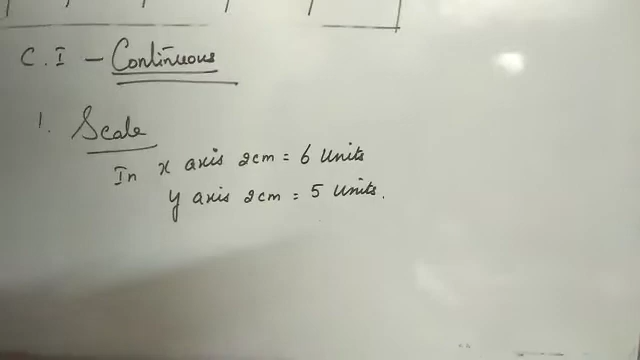 C.I - Continuous
1. Scale
In x axis 2cm = 6 Units
y axis 2cm = 5 Units.